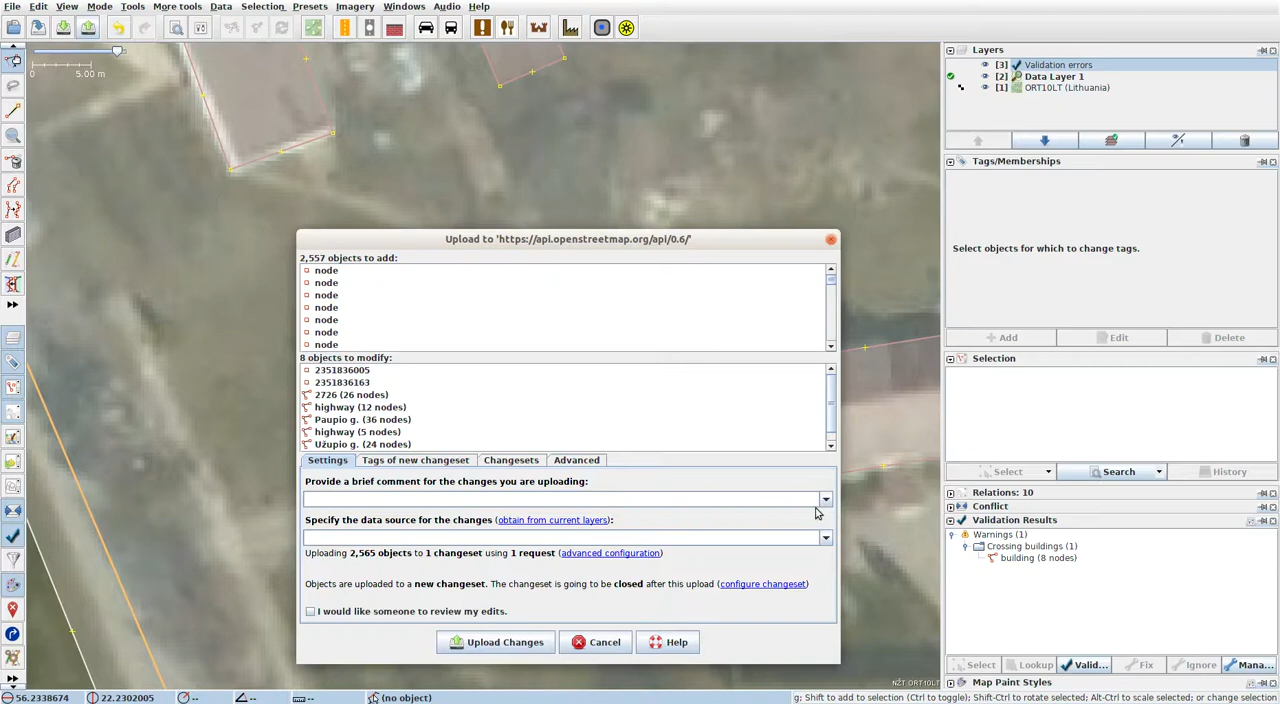 File Edit View Mode Tools More tools Data Selection Presets Imagery Windows Audio Help
5.00 m
0
Upload to 'https://api.openstreetmap.org/api/0.6/'
2,557 objects to add:
node
node
node
node
node
node
node
8 objects to modify:
2351836005
2351836163
2726 (26 nodes)
highway (12 nodes)
Paupio g. (36 nodes)
highway (5 nodes)
Užupio g. (24 nodes)
Settings Tags of new changeset Changesets Advanced
Provide a brief comment for the changes you are uploading:
Specify the data source for the changes (obtain from current layers):
Uploading 2,565 objects to 1 changeset using 1 request (advanced configuration)
Objects are uploaded to a new changeset. The changeset is going to be closed after this upload (configure changeset)
I would like someone to review my edits.
Upload Changes Cancel Help
Layers
[3] Validation errors
[2] Data Layer 1
[1] ORT10LT (Lithuania)
Tags/Memberships
Select objects for which to change tags.
Add Edit Delete
Selection
Select Search History
Relations: 10
Conflict
Validation Results
Warnings (1)
Crossing buildings (1)
building (8 nodes)
Select Lookup Valid... Fix Ignore Mana...
Map Paint Styles
NŽT ORT10LT
56.2338674 22.2302005 -- -- -- (no object) g; Shift to add to selection (Ctrl to toggle); Shift-Ctrl to rotate selected; Alt-Ctrl to scale selected; or change selection